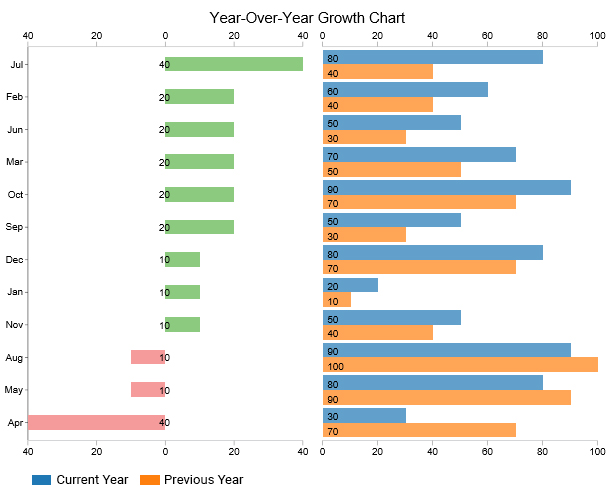 Year-Over-Year Growth Chart
40 20 0 20 40 0 20 40 60 80 100
Jul 40 80
40
Feb 20 60
40
Jun 20 50
30
Mar 20 70
50
Oct 20 90
70
Sep 20 50
30
Dec 10 80
70
Jan 10 20
10
Nov 10 50
40
Aug 10 90
100
May 10 80
90
Apr 40 30
70
40 20 0 20 40 0 20 40 60 80 100
Current Year Previous Year